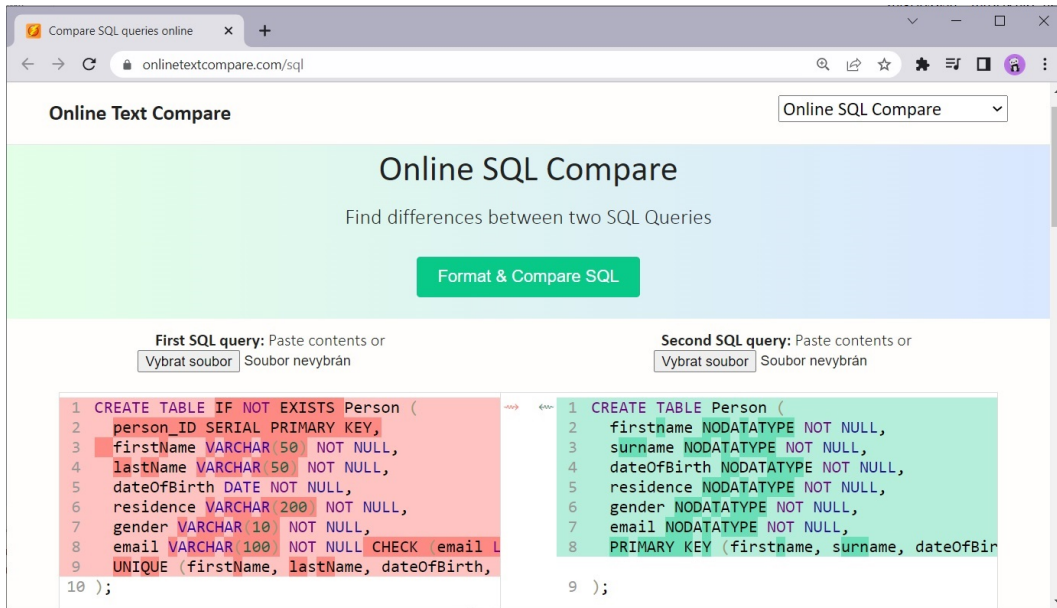 Compare SQL queries online
onlinetextcompare.com/sql
Online Text Compare
Online SQL Compare
Online SQL Compare
Find differences between two SQL Queries
Format & Compare SQL
First SQL query: Paste contents or
Vybrat soubor Soubor nevybrán
1 CREATE TABLE IF NOT EXISTS Person (
2 person_ID SERIAL PRIMARY KEY,
3 firstName VARCHAR(50) NOT NULL,
4 lastName VARCHAR(50) NOT NULL,
5 dateOfBirth DATE NOT NULL,
6 residence VARCHAR(200) NOT NULL,
7 gender VARCHAR(10) NOT NULL,
8 email VARCHAR(100) NOT NULL CHECK (email L
9 UNIQUE (firstName, lastName, dateOfBirth,
10 );
Second SQL query: Paste contents or
Vybrat soubor Soubor nevybrán
1 CREATE TABLE Person (
2 firstname NODATATYPE NOT NULL,
3 surname NODATATYPE NOT NULL,
4 dateOfBirth NODATATYPE NOT NULL,
5 residence NODATATYPE NOT NULL,
6 gender NODATATYPE NOT NULL,
7 email NODATATYPE NOT NULL,
8 PRIMARY KEY (firstname, surname, dateOfBir
9 );